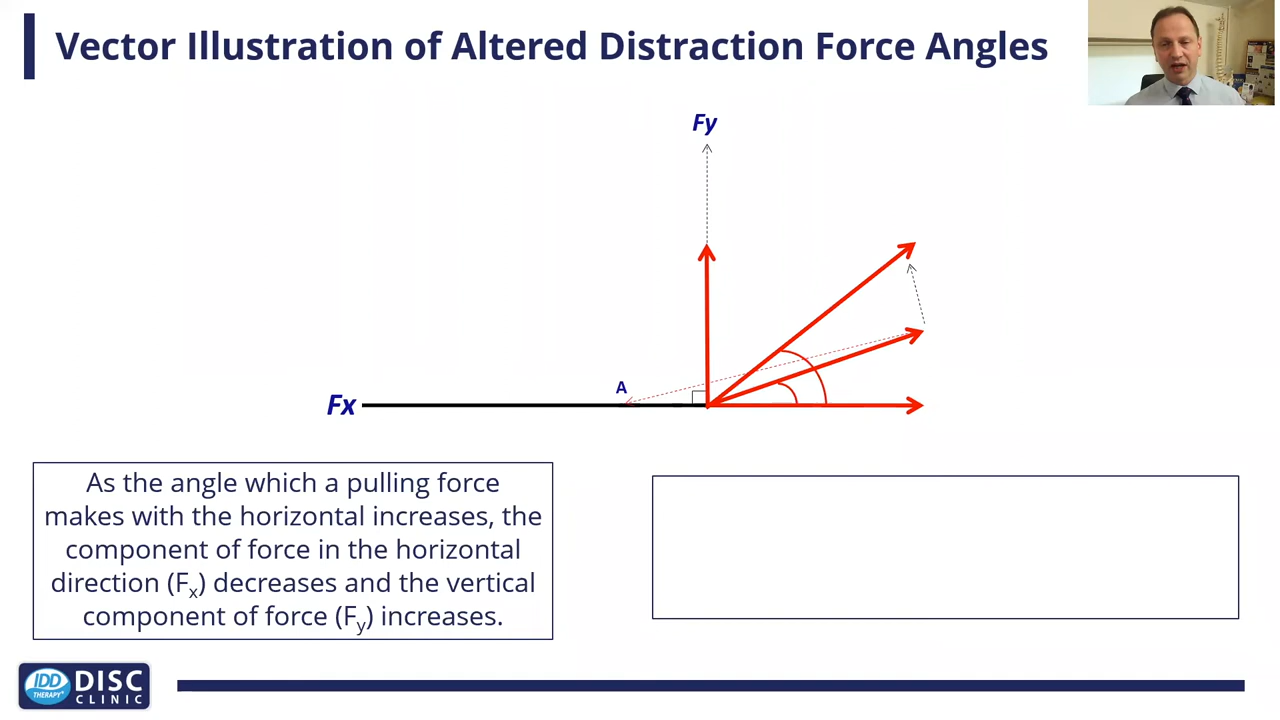 Vector Illustration of Altered Distraction Force Angles
Fy
A
Fx
As the angle which a pulling force
makes with the horizontal increases, the
component of force in the horizontal
direction (Fx) decreases and the vertical
component of force (Fy) increases.
IDD
THERAPY
DISC
CLINIC